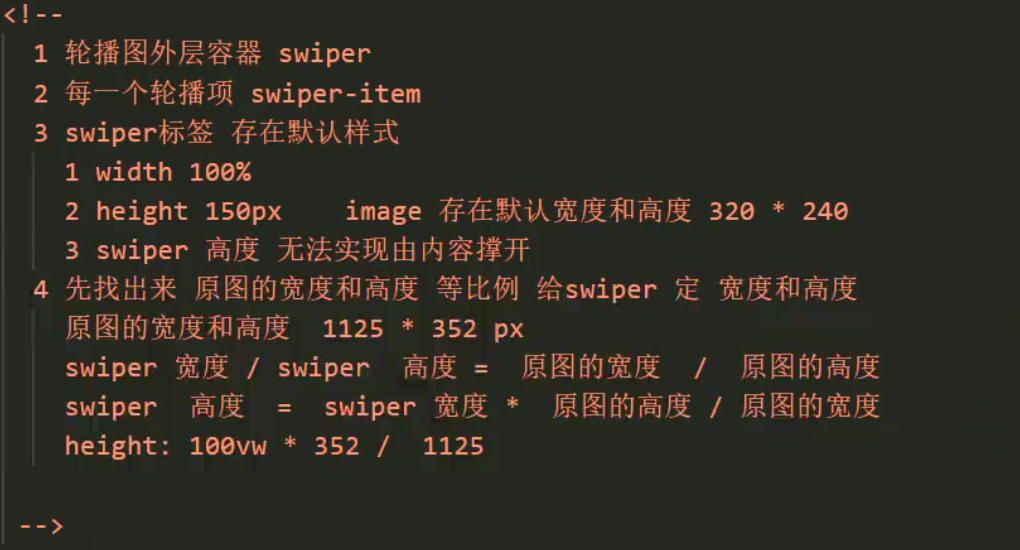 <!--
1 轮播图外层容器 swiper
2 每一个轮播项 swiper-item
3 swiper标签 存在默认样式
1 width 100%
2 height 150px    image 存在默认宽度和高度 320 * 240
3 swiper 高度 无法实现由内容撑开
4 先找出来 原图的宽度和高度 等比例 给swiper 定 宽度和高度
原图的宽度和高度  1125 * 352 px
swiper 宽度 / swiper  高度 =  原图的宽度  /  原图的高度
swiper  高度  =  swiper 宽度 *  原图的高度 / 原图的宽度
height: 100vw * 352 /  1125
-->